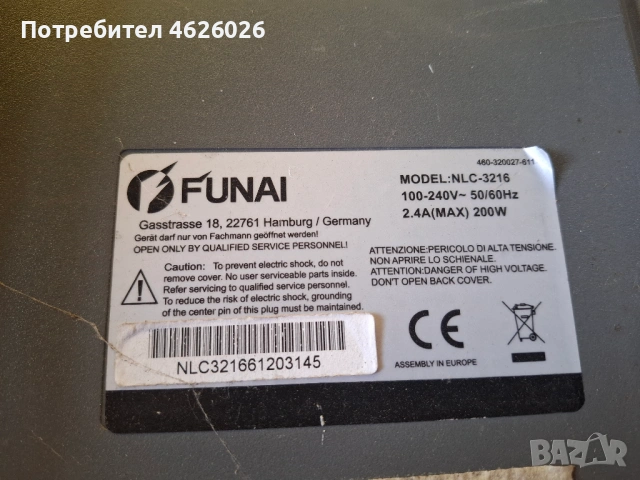 Потребител 4626026
460-320027-611
FUNAI
Gasstrasse 18, 22761 Hamburg / Germany
Gerät darf nur von Fachmann geöffnet werden!
OPEN ONLY BY QUALIFIED SERVICE PERSONNEL!
MODEL:NLC-3216
100-240V~ 50/60Hz
2.4A(MAX) 200W
Caution: To prevent electric shock, do not
remove cover. No user serviceable parts inside.
Refer servicing to qualified service personnel.
To reduce the risk of electric shock, grounding
of the center pin of this plug must be maintained.
ATTENZIONE:PERICOLO DI ALTA TENSIONE.
NON APRIRE LO SCHIENALE.
ATTENTION:DANGER OF HIGH VOLTAGE.
DON'T OPEN BACK COVER.
CE
ASSEMBLY IN EUROPE
NLC321661203145
BAZAR